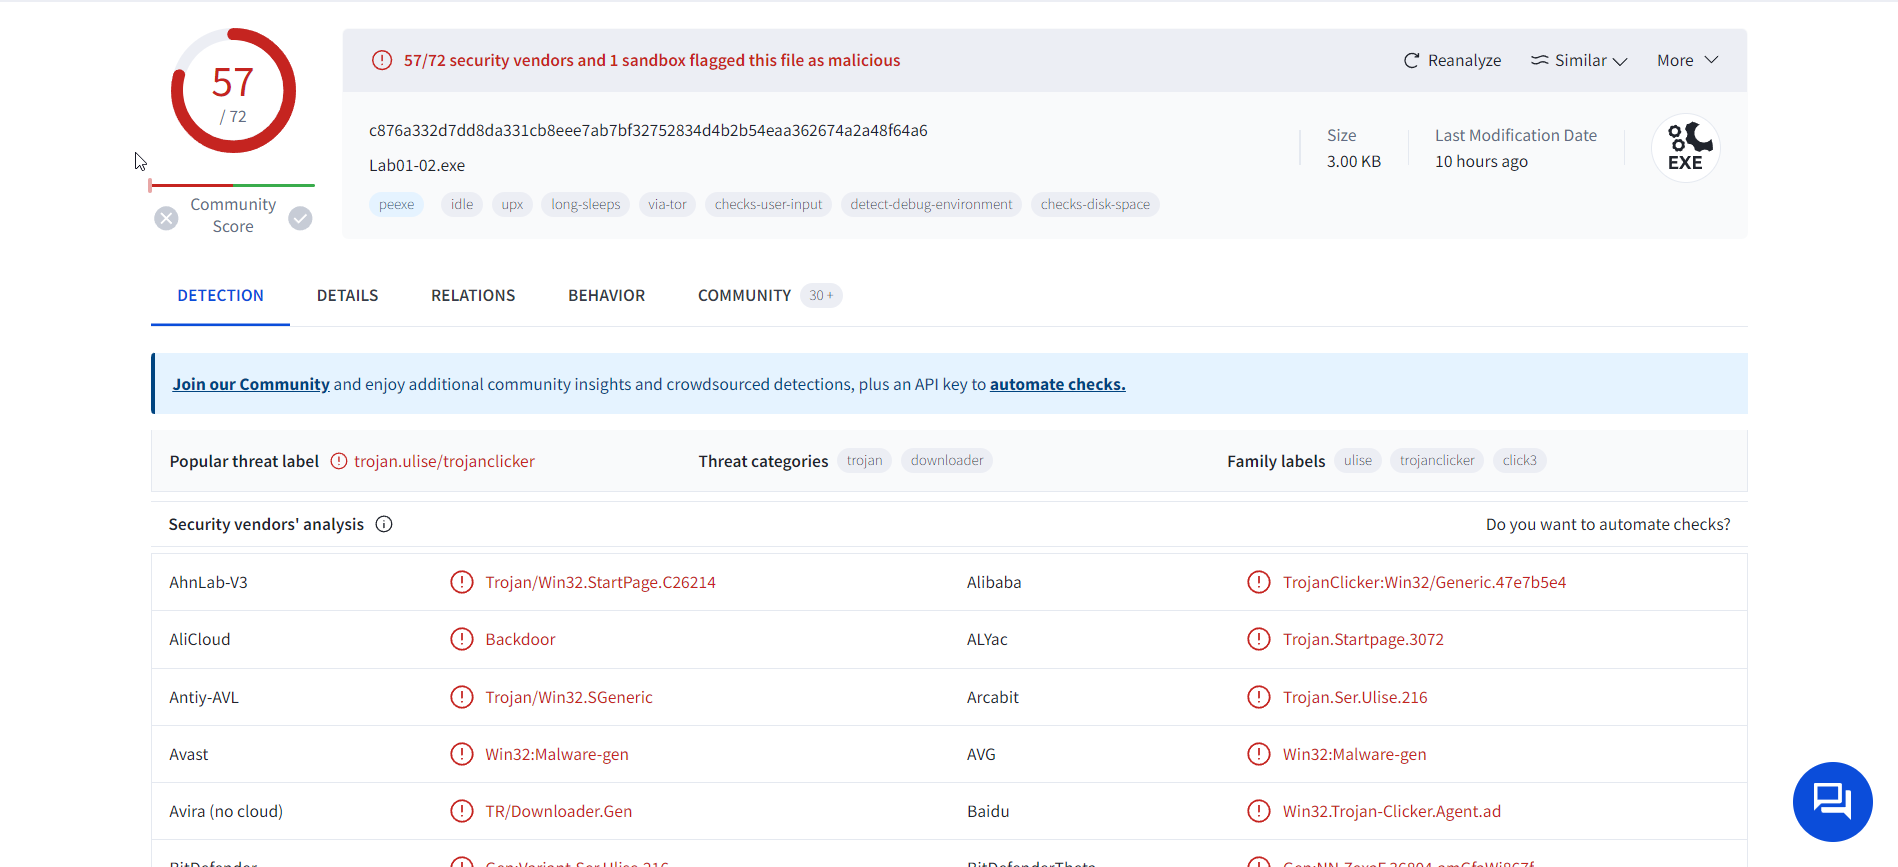 57
/ 72
Community
Score
57/72 security vendors and 1 sandbox flagged this file as malicious
Reanalyze
Similar
More
c876a332d7dd8da331cb8eee7ab7bf32752834d4b2b54eaa362674a2a48f64a6
Lab01-02.exe
peexe idle upx long-sleeps via-tor checks-user-input detect-debug-environment checks-disk-space
Size
3.00 KB
Last Modification Date
10 hours ago
EXE
DETECTION DETAILS RELATIONS BEHAVIOR COMMUNITY 30 +
Join our Community and enjoy additional community insights and crowdsourced detections, plus an API key to automate checks.
Popular threat label trojan.ulise/trojanclicker Threat categories trojan downloader Family labels ulise trojanclicker click3
Security vendors' analysis Do you want to automate checks?
AhnLab-V3 Trojan/Win32.StartPage.C26214 Alibaba TrojanClicker:Win32/Generic.47e7b5e4
AliCloud Backdoor ALYac Trojan.Startpage.3072
Antiy-AVL Trojan/Win32.SGeneric Arcabit Trojan.Ser.Ulise.216
Avast Win32:Malware-gen AVG Win32:Malware-gen
Avira (no cloud) TR/Downloader.Gen Baidu Win32.Trojan-Clicker.Agent.ad
BitDefender Gen:Variant.Ser.Ulise.216 BitDefenderTheta